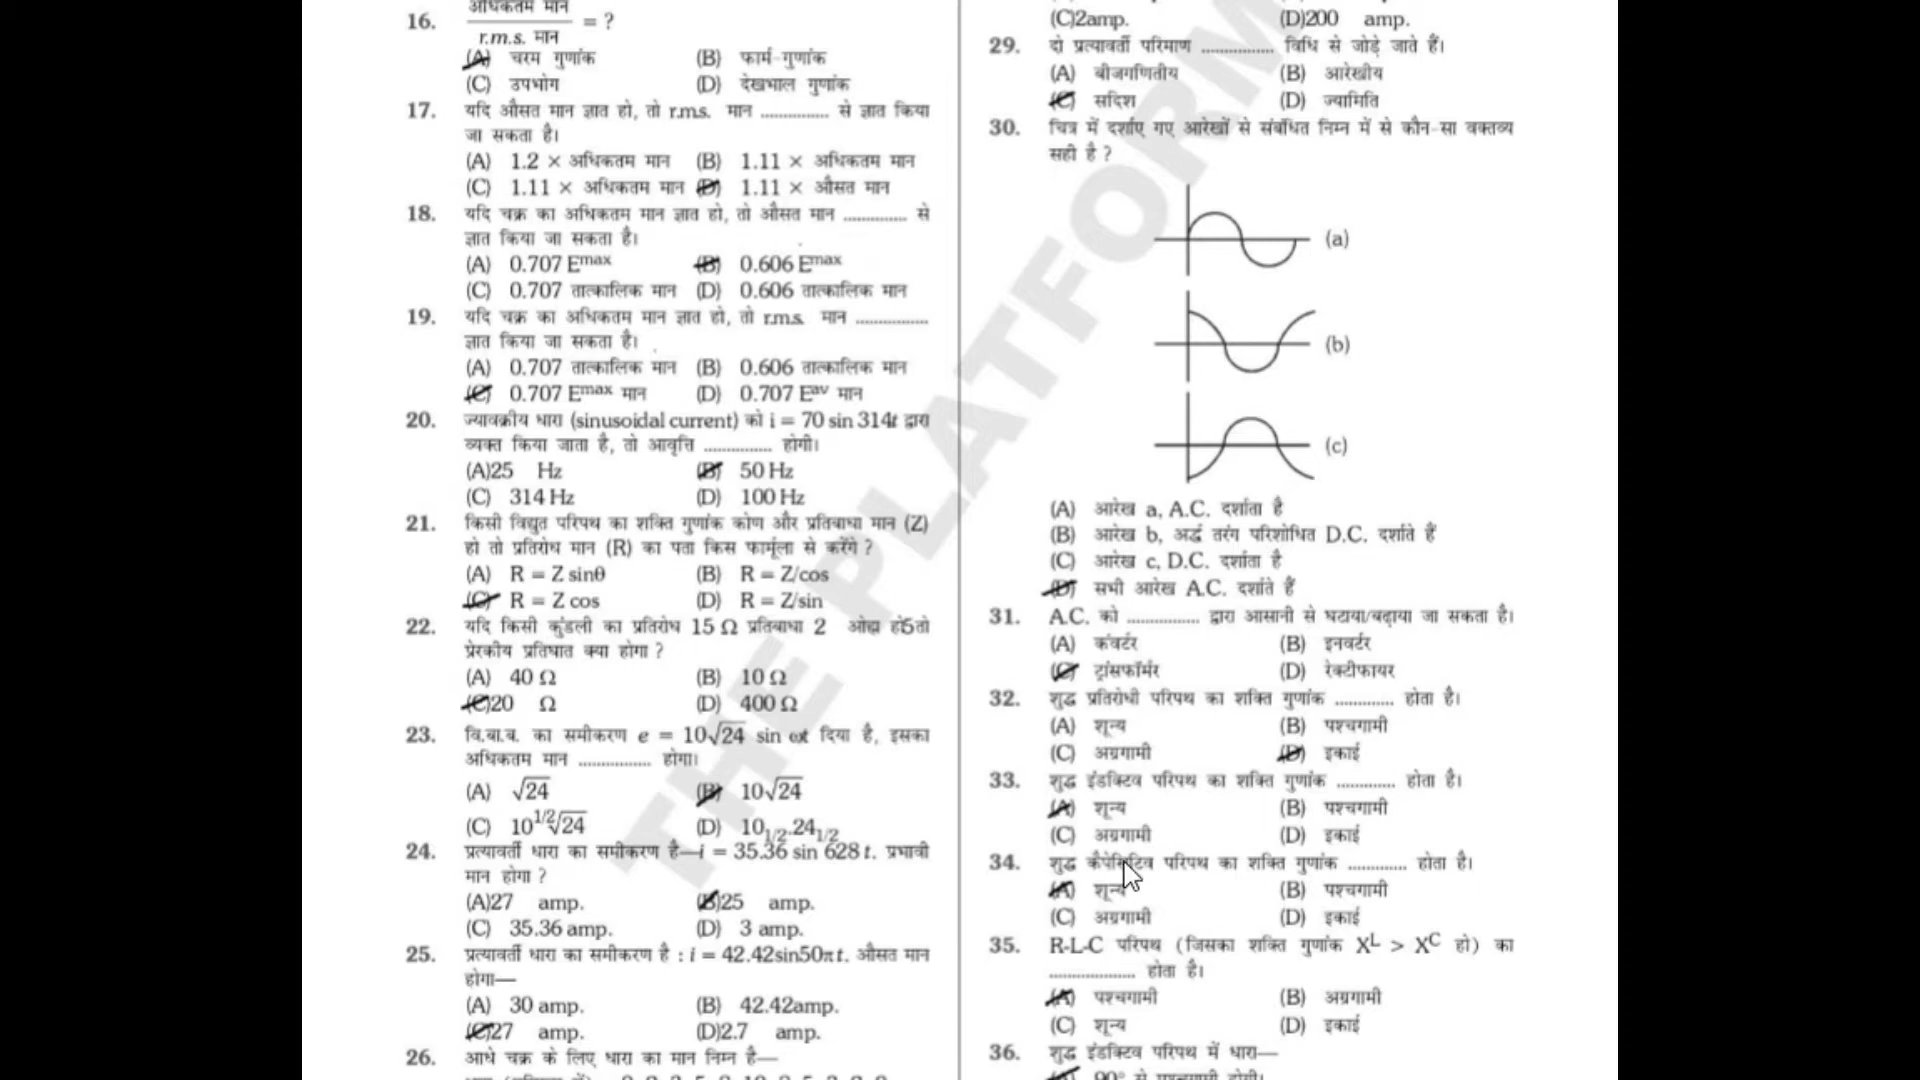 16. अधिकतम मान / r.m.s. मान = ?
(A) चरम गुणांक (B) फार्म-गुणांक
(C) उपभोग (D) देखभाल गुणांक
17. यदि औसत मान ज्ञात हो, तो r.m.s. मान ............... से ज्ञात किया
जा सकता है।
(A) 1.2 × अधिकतम मान (B) 1.11 × अधिकतम मान
(C) 1.11 × अधिकतम मान (D) 1.11 × औसत मान
18. यदि चक्र का अधिकतम मान ज्ञात हो, तो औसत मान .............. से
ज्ञात किया जा सकता है।
(A) 0.707 Emax (B) 0.606 Emax
(C) 0.707 तात्कालिक मान (D) 0.606 तात्कालिक मान
19. यदि चक्र का अधिकतम मान ज्ञात हो, तो r.m.s. मान ................
ज्ञात किया जा सकता है।
(A) 0.707 तात्कालिक मान (B) 0.606 तात्कालिक मान
(C) 0.707 Emax मान (D) 0.707 Eav मान
20. ज्यावक्रीय धारा (sinusoidal current) को i = 70 sin 314t द्वारा
व्यक्त किया जाता है, तो आवृत्ति ............... होगी।
(A)25 Hz (B) 50 Hz
(C) 314 Hz (D) 100 Hz
21. किसी विद्युत परिपथ का शक्ति गुणांक कोण और प्रतिबाधा मान (Z)
हो तो प्रतिरोध मान (R) का पता किस फार्मूला से करेंगे ?
(A) R = Z sinθ (B) R = Z/cos
(C) R = Z cos (D) R = Z/sin
22. यदि किसी कुंडली का प्रतिरोध 15 Ω प्रतिबाधा 2 ओह्म हो5तो
प्रेरकीय प्रतिघात क्या होगा ?
(A) 40 Ω (B) 10 Ω
(C)20 Ω (D) 400 Ω
23. वि.वा.ब. का समीकरण e = 10√24 sin ωt दिया है, इसका
अधिकतम मान ................ होगा।
(A) √24 (B) 10√24
(C) 10^1/2√24 (D) 10_1/2.24_1/2
24. प्रत्यावर्ती धारा का समीकरण है—i = 35.36 sin 628 t. प्रभावी
मान होगा ?
(A)27 amp. (B)25 amp.
(C) 35.36 amp. (D) 3 amp.
25. प्रत्यावर्ती धारा का समीकरण है : i = 42.42sin50πt. औसत मान
होगा—
(A) 30 amp. (B) 42.42amp.
(C)27 amp. (D)2.7 amp.
26. आधे चक्र के लिए धारा का मान निम्न है—
(C)2amp. (D)200 amp.
29. दो प्रत्यावर्ती परिमाण ................ विधि से जोड़े जाते हैं।
(A) बीजगणितीय (B) आरेखीय
(C) सदिश (D) ज्यामिति
30. चित्र में दर्शाए गए आरेखों से संबंधित निम्न में से कौन-सा वक्तव्य
सही है ?
(a)
(b)
(c)
(A) आरेख a, A.C. दर्शाता है
(B) आरेख b, अर्द्ध तरंग परिशोधित D.C. दर्शाते हैं
(C) आरेख c, D.C. दर्शाता है
(D) सभी आरेख A.C. दर्शाते हैं
31. A.C. को ................ द्वारा आसानी से घटाया/बढ़ाया जा सकता है।
(A) कंवर्टर (B) इनवर्टर
(C) ट्रांसफॉर्मर (D) रेक्टीफायर
32. शुद्ध प्रतिरोधी परिपथ का शक्ति गुणांक ............. होता है।
(A) शून्य (B) पश्चगामी
(C) अग्रगामी (D) इकाई
33. शुद्ध इंडक्टिव परिपथ का शक्ति गुणांक ............. होता है।
(A) शून्य (B) पश्चगामी
(C) अग्रगामी (D) इकाई
34. शुद्ध कैपेसिटिव परिपथ का शक्ति गुणांक ............. होता है।
(A) शून्य (B) पश्चगामी
(C) अग्रगामी (D) इकाई
35. R-L-C परिपथ (जिसका शक्ति गुणांक XL > XC हो) का
................... होता है।
(A) पश्चगामी (B) अग्रगामी
(C) शून्य (D) इकाई
36. शुद्ध इंडक्टिव परिपथ में धारा—
(A) 90° से पश्चगामी होगी।
THE PLATFORM